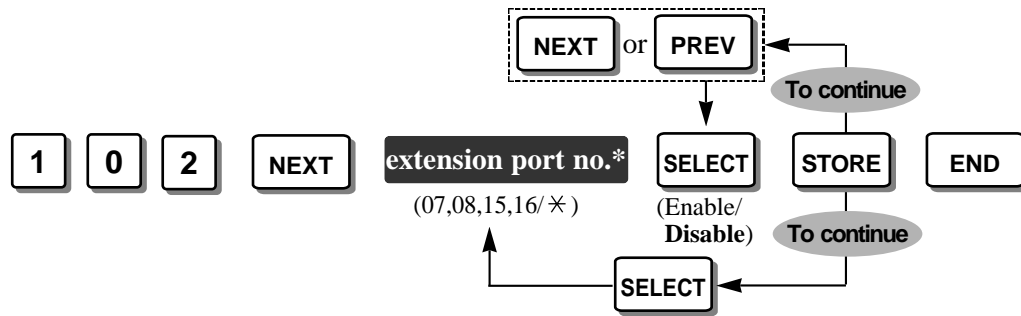 NEXT or PREV
To continue
1 0 2 NEXT extension port no.* SELECT STORE END
(07,08,15,16/✳)
(Enable/
Disable)
To continue
SELECT